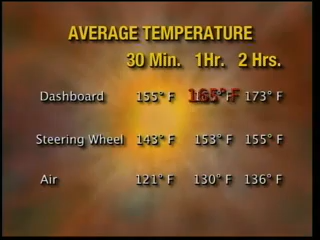 AVERAGE TEMPERATURE
30 Min. 1Hr. 2 Hrs.
Dashboard 155° F 165° F 173° F
Steering Wheel 143° F 153° F 155° F
Air 121° F 130° F 136° F